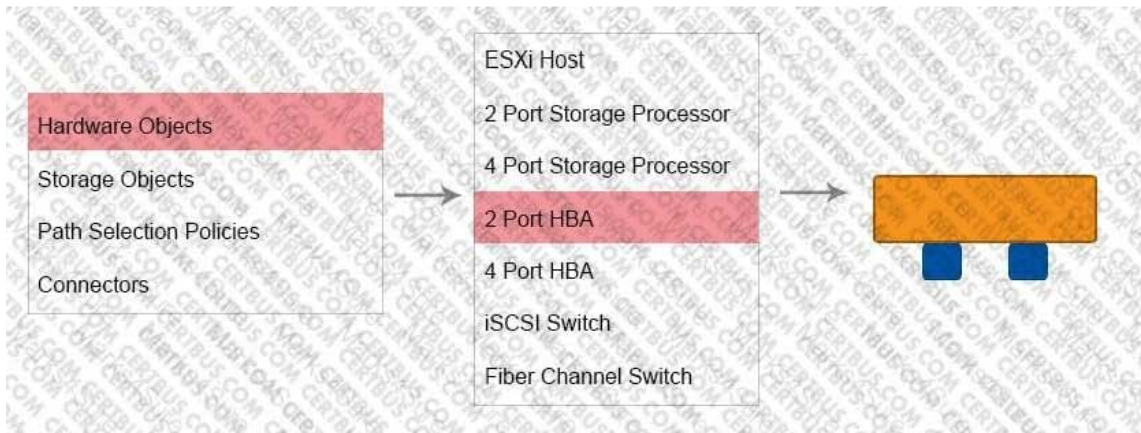 Hardware Objects
Storage Objects
Path Selection Policies
Connectors
ESXi Host
2 Port Storage Processor
4 Port Storage Processor
2 Port HBA
4 Port HBA
iSCSI Switch
Fiber Channel Switch